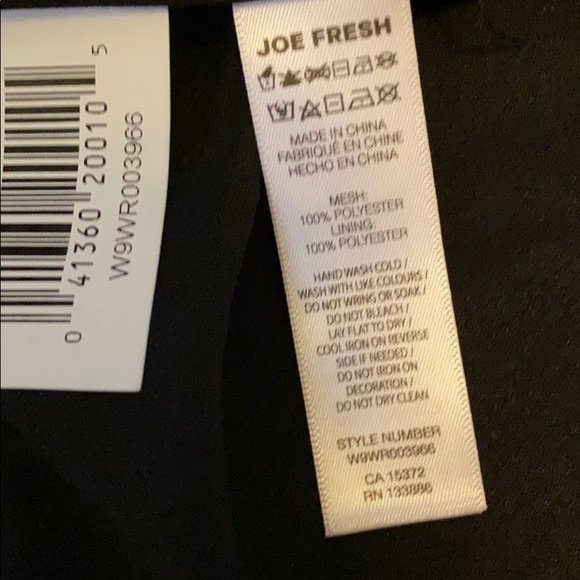 0 41360 20010 5
W9WR003966
JOE FRESH
MADE IN CHINA
FABRIQUÉ EN CHINE
HECHO EN CHINA
MESH:
100% POLYESTER
LINING:
100% POLYESTER
HAND WASH COLD /
WASH WITH LIKE COLOURS /
DO NOT WRING OR SOAK /
DO NOT BLEACH /
LAY FLAT TO DRY /
COOL IRON ON REVERSE
SIDE IF NEEDED /
DO NOT IRON ON
DECORATION /
DO NOT DRY CLEAN
STYLE NUMBER
W9WR003966
CA 15372
RN 133886